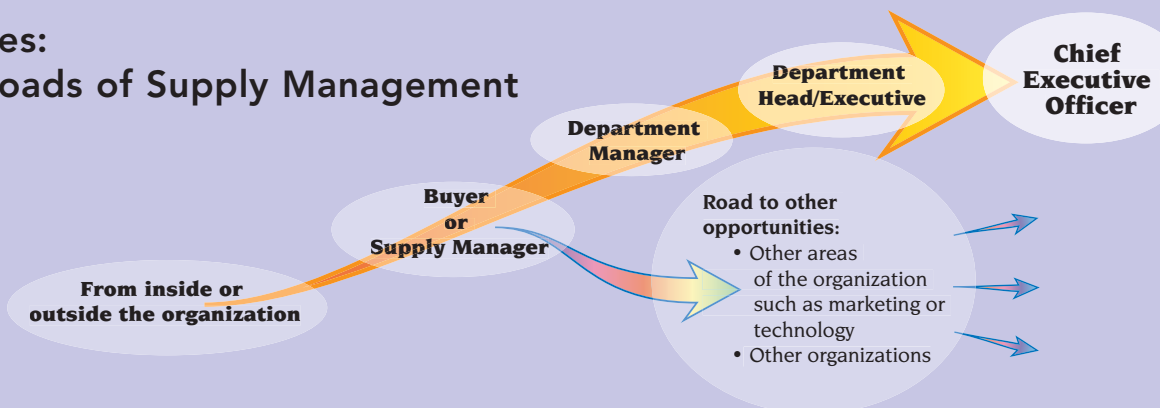 es:
oads of Supply Management
Chief
Executive
Officer
Department
Head/Executive
Department
Manager
Buyer
or
Supply Manager
From inside or
outside the organization
Road to other
opportunities:
• Other areas
of the organization
such as marketing or
technology
• Other organizations